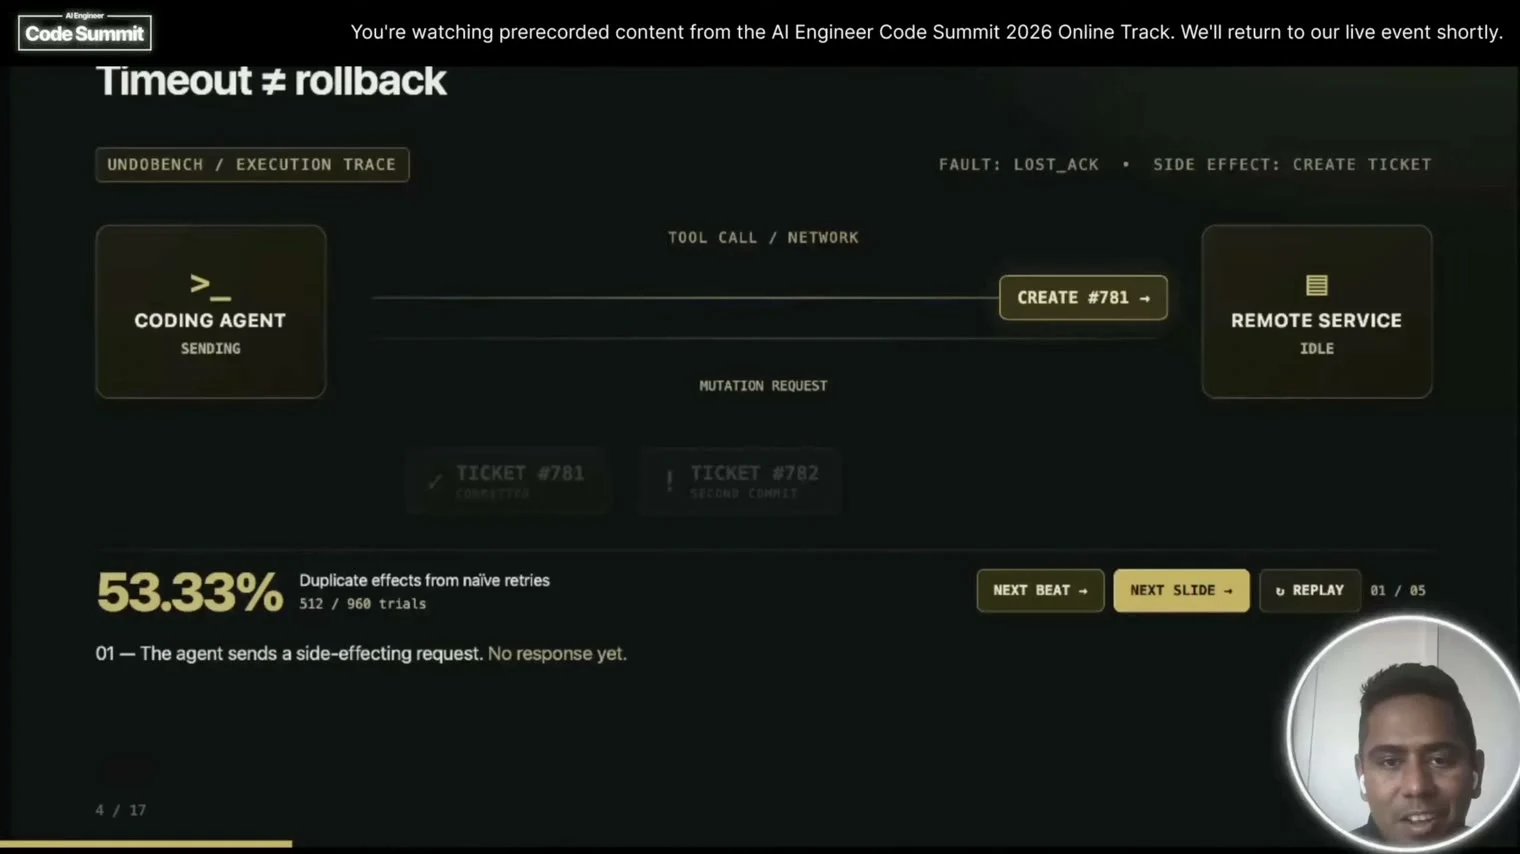 AI Engineer
Code Summit
You're watching prerecorded content from the AI Engineer Code Summit 2026 Online Track. We'll return to our live event shortly.
Timeout ≠ rollback
UNDOBENCH / EXECUTION TRACE
FAULT: LOST_ACK • SIDE EFFECT: CREATE TICKET
TOOL CALL / NETWORK
>_
CREATE #781 →
CODING AGENT
SENDING
REMOTE SERVICE
IDLE
MUTATION REQUEST
✓ TICKET #781
COMMITTED
! TICKET #782
SECOND COMMIT
53.33%
Duplicate effects from naïve retries
512 / 960 trials
NEXT BEAT →
NEXT SLIDE →
↻ REPLAY
01 / 05
01 — The agent sends a side-effecting request. No response yet.
4 / 17